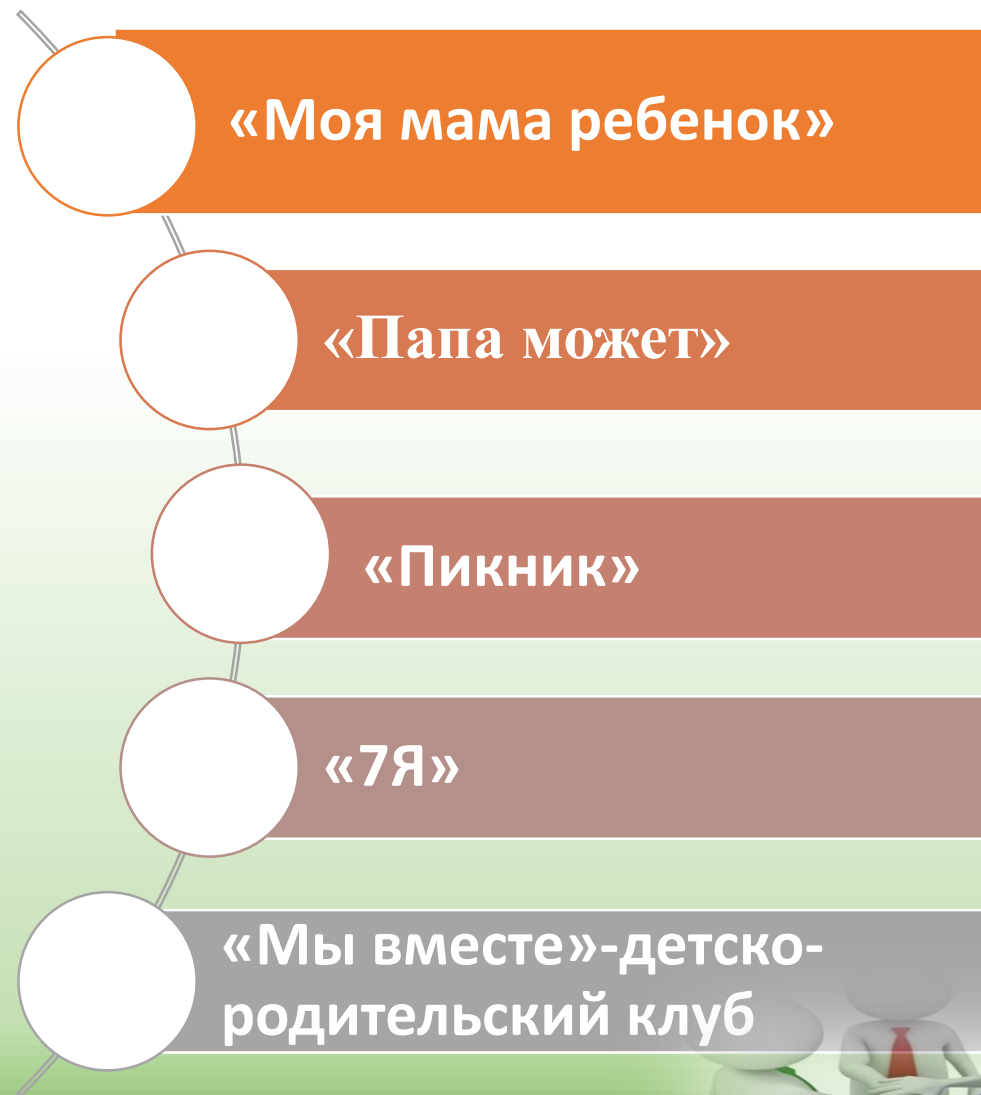 «Моя мама ребенок»
«Папа может»
«Пикник»
«7Я»
«Мы вместе»-детско-
родительский клуб